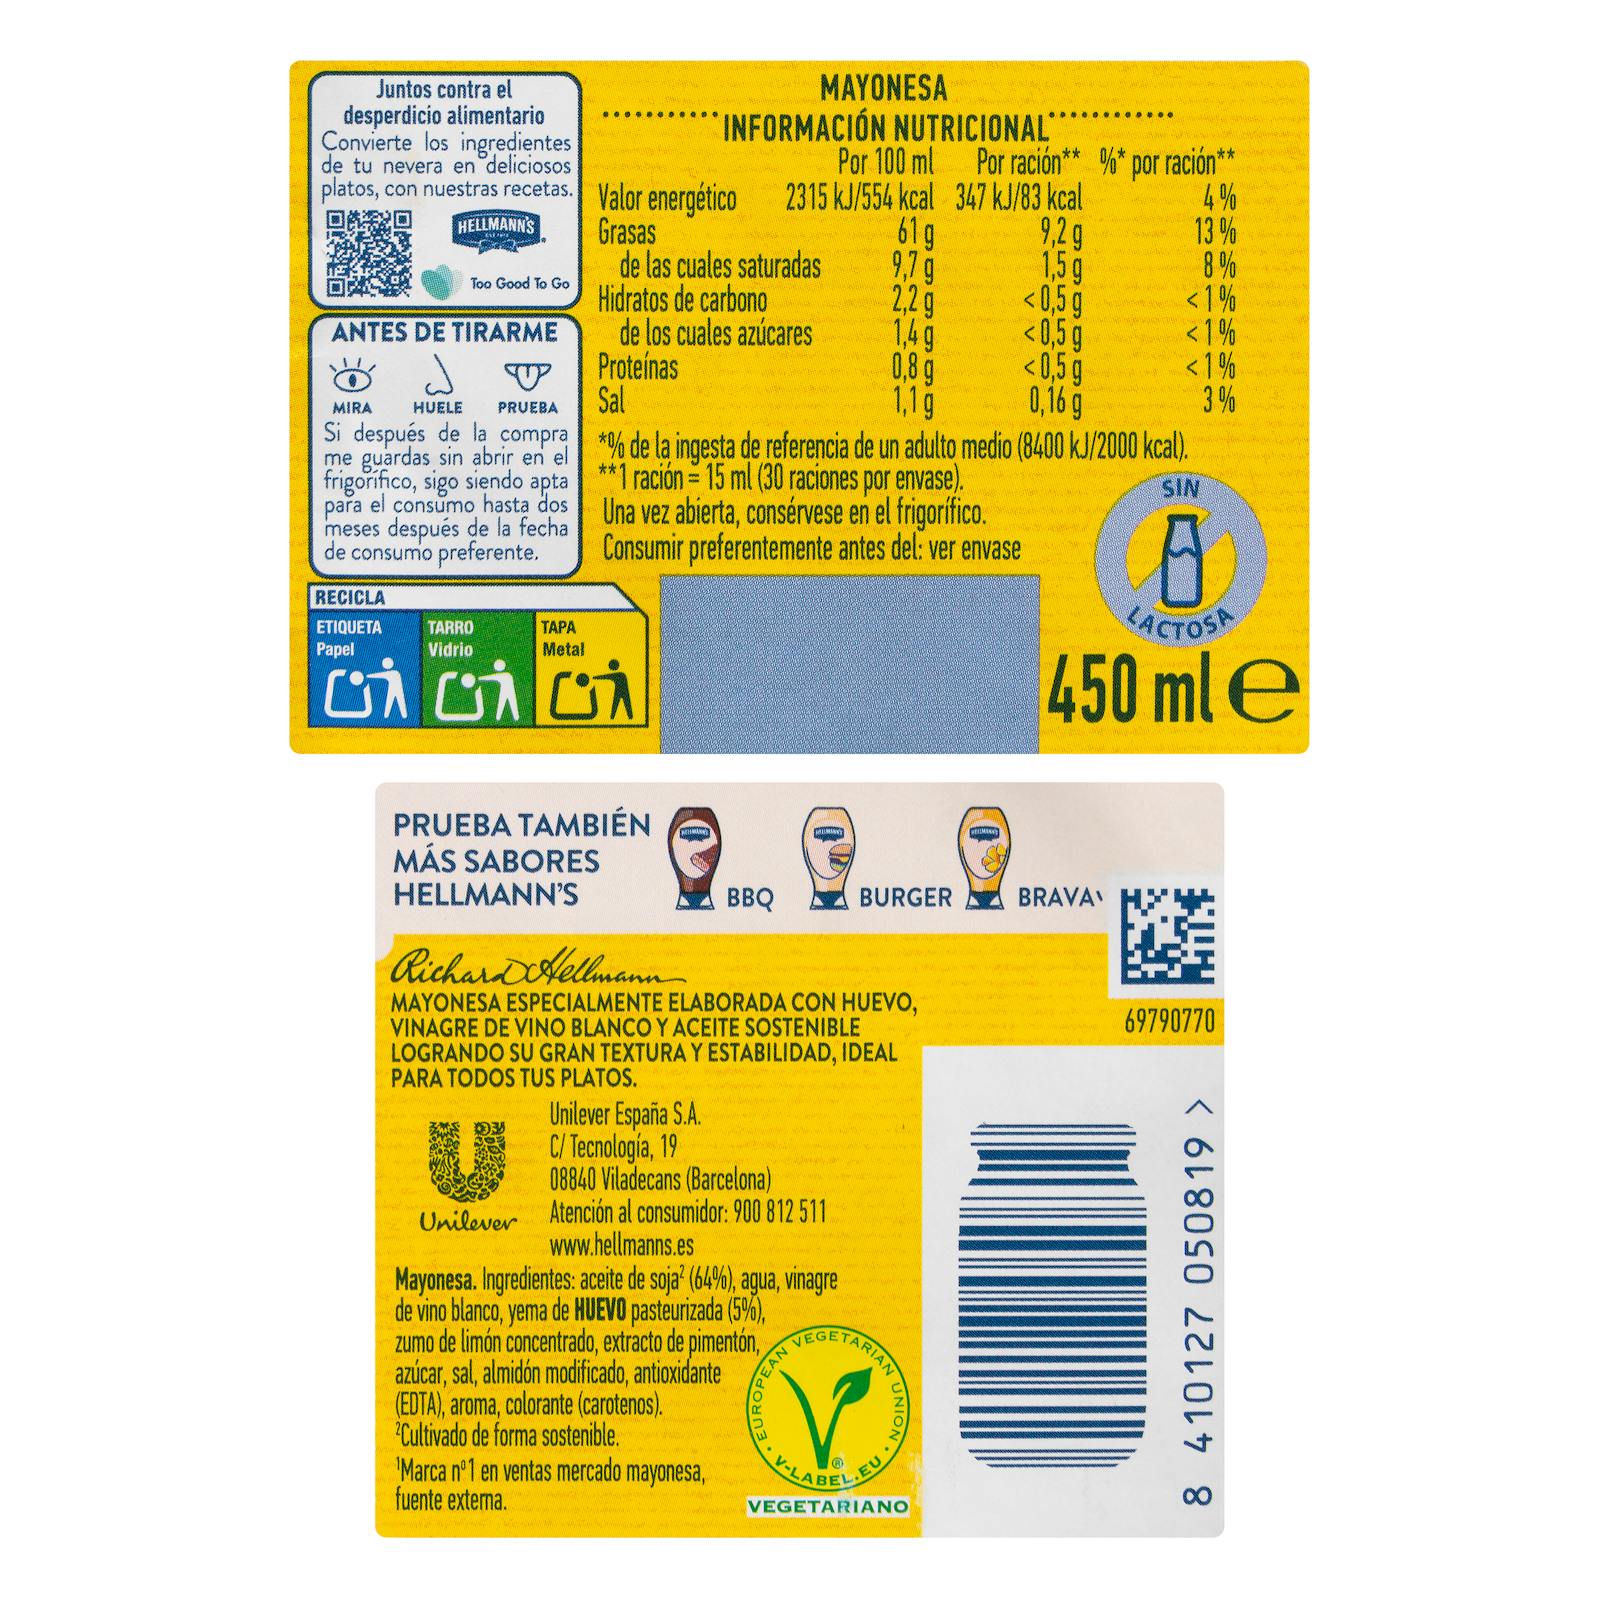 Juntos contra el
desperdicio alimentario
Convierte los ingredientes
de tu nevera en deliciosos
platos, con nuestras recetas.
HELLMANN'S
Too Good To Go
ANTES DE TIRARME
MIRA HUELE PRUEBA
Si después de la compra
me guardas sin abrir en el
frigorífico, sigo siendo apta
para el consumo hasta dos
meses después de la fecha
de consumo preferente.
RECICLA
ETIQUETA
Papel
TARRO
Vidrio
TAPA
Metal
MAYONESA
INFORMACIÓN NUTRICIONAL
Por 100 ml Por ración** %* por ración**
Valor energético 2315 kJ/554 kcal 347 kJ/83 kcal 4 %
Grasas 61 g 9,2 g 13 %
de las cuales saturadas 9,7 g 1,5 g 8 %
Hidratos de carbono 2,2 g <0,5 g <1 %
de los cuales azúcares 1,4 g <0,5 g <1 %
Proteínas 0,8 g <0,5 g <1 %
Sal 1,1 g 0,16 g 3 %
*% de la ingesta de referencia de un adulto medio (8400 kJ/2000 kcal).
**1 ración = 15 ml (30 raciones por envase).
Una vez abierta, consérvese en el frigorífico.
Consumir preferentemente antes del: ver envase
SIN
LACTOSA
450 ml e
PRUEBA TAMBIÉN
MÁS SABORES
HELLMANN'S
HELLMANN'S
BBQ
HELLMANN'S
BURGER
HELLMANN'S
BRAVA
69790770
Richard Hellmann
MAYONESA ESPECIALMENTE ELABORADA CON HUEVO,
VINAGRE DE VINO BLANCO Y ACEITE SOSTENIBLE
LOGRANDO SU GRAN TEXTURA Y ESTABILIDAD, IDEAL
PARA TODOS TUS PLATOS.
Unilever
Unilever España S.A.
C/ Tecnología, 19
08840 Viladecans (Barcelona)
Atención al consumidor: 900 812 511
www.hellmanns.es
Mayonesa. Ingredientes: aceite de soja² (64%), agua, vinagre
de vino blanco, yema de HUEVO pasteurizada (5%),
zumo de limón concentrado, extracto de pimentón,
azúcar, sal, almidón modificado, antioxidante
(EDTA), aroma, colorante (carotenos).
²Cultivado de forma sostenible.
¹Marca nº1 en ventas mercado mayonesa,
fuente externa.
EUROPEAN VEGETARIAN UNION
V-LABEL.EU
®
VEGETARIANO
8 410127 050819 >